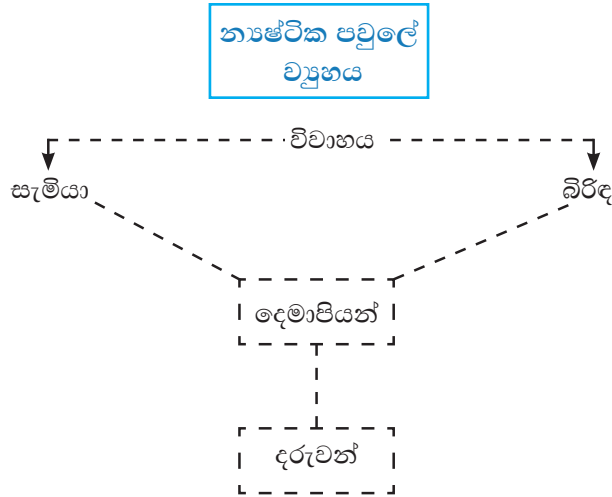 න්‍යෂ්ටික පවුලේ
ව්‍යුහය
විවාහය
සැමියා
බිරිඳ
දෙමාපියන්
දරුවන්